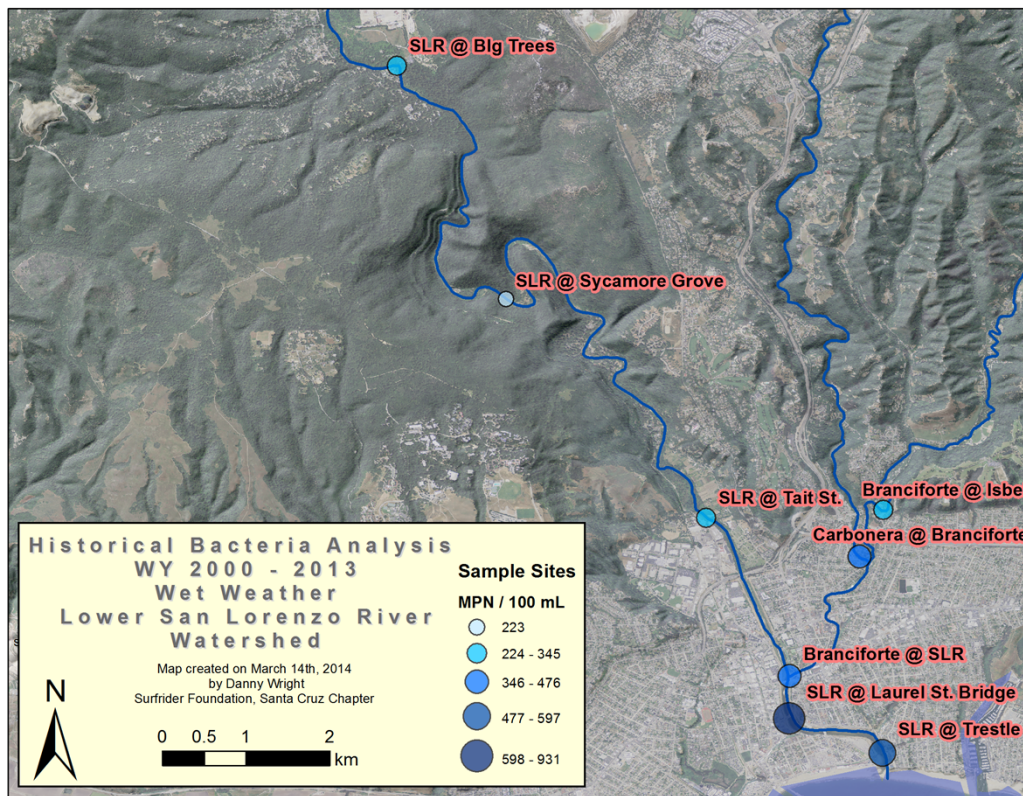 SLR @ BIg Trees
SLR @ Sycamore Grove
SLR @ Tait St.
Branciforte @ Isbe
Carbonera @ Branciforte
Branciforte @ SLR
SLR @ Laurel St. Bridge
SLR @ Trestle
Historical Bacteria Analysis
WY 2000 - 2013
Wet Weather
Lower San Lorenzo River
Watershed
Map created on March 14th, 2014
by Danny Wright
Surfrider Foundation, Santa Cruz Chapter
N
0 0.5 1 2
km
Sample Sites
MPN / 100 mL
223
224 - 345
346 - 476
477 - 597
598 - 931